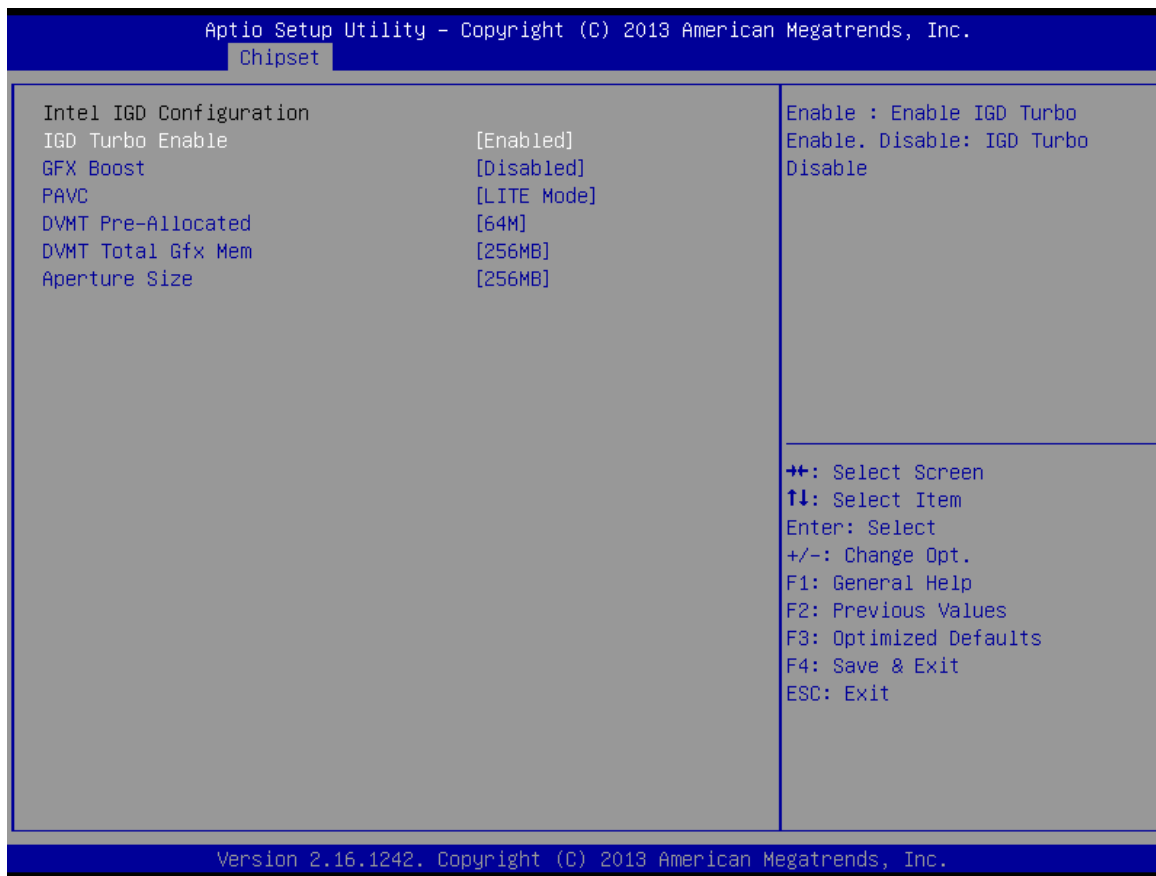 Aptio Setup Utility – Copyright (C) 2013 American Megatrends, Inc.
Chipset
Intel IGD Configuration
IGD Turbo Enable [Enabled]
GFX Boost [Disabled]
PAVC [LITE Mode]
DVMT Pre-Allocated [64M]
DVMT Total Gfx Mem [256MB]
Aperture Size [256MB]
Enable : Enable IGD Turbo
Enable. Disable: IGD Turbo
Disable
→←: Select Screen
↑↓: Select Item
Enter: Select
+/-: Change Opt.
F1: General Help
F2: Previous Values
F3: Optimized Defaults
F4: Save & Exit
ESC: Exit
Version 2.16.1242. Copyright (C) 2013 American Megatrends, Inc.